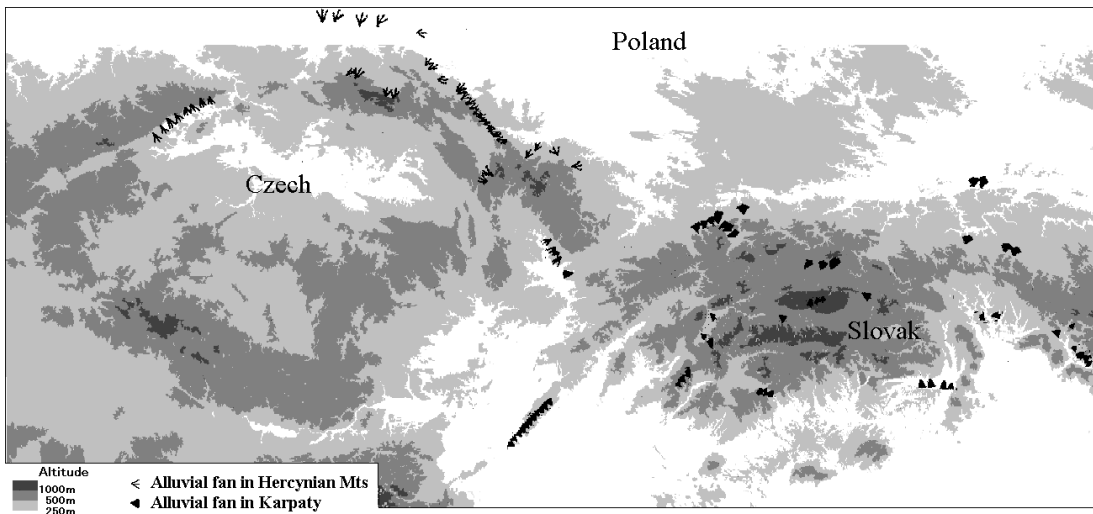 Poland
Czech
Slovak
Altitude
1000m
500m
250m
Alluvial fan in Hercynian Mts
Alluvial fan in Karpaty